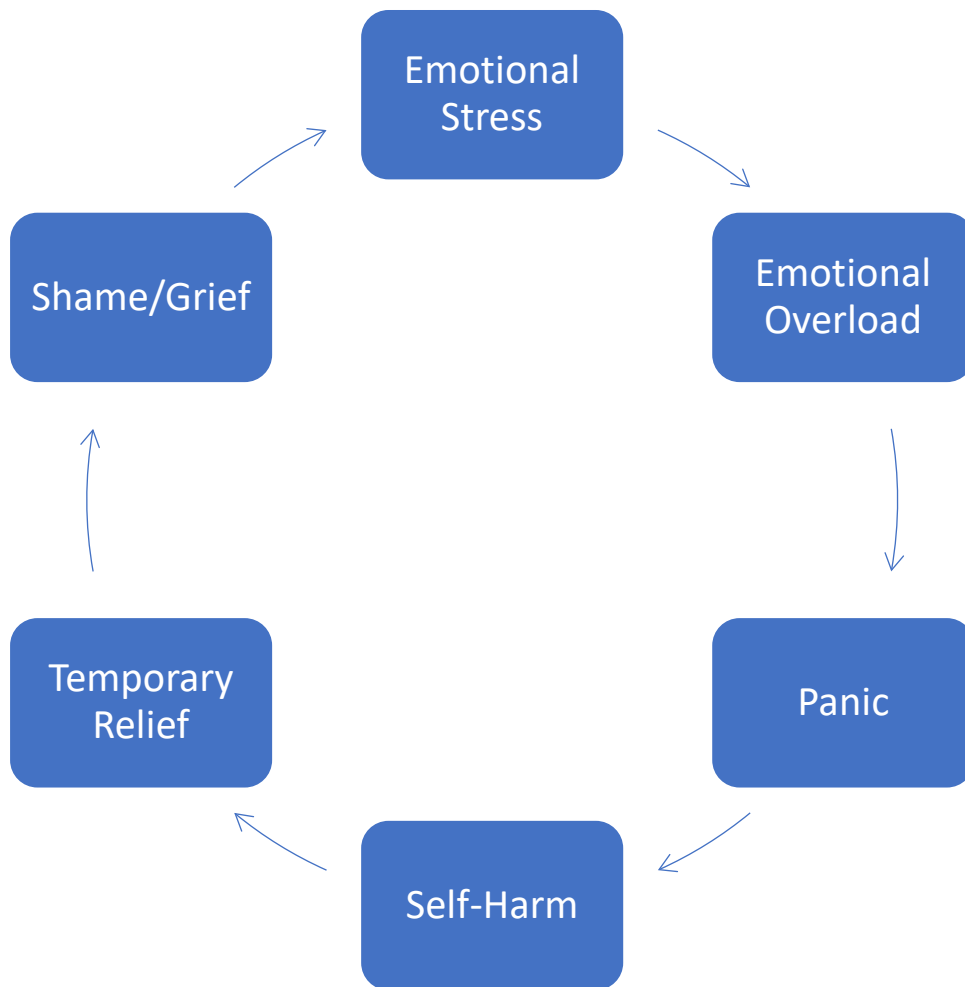 Emotional
Stress
Emotional
Overload
Panic
Self-Harm
Temporary
Relief
Shame/Grief